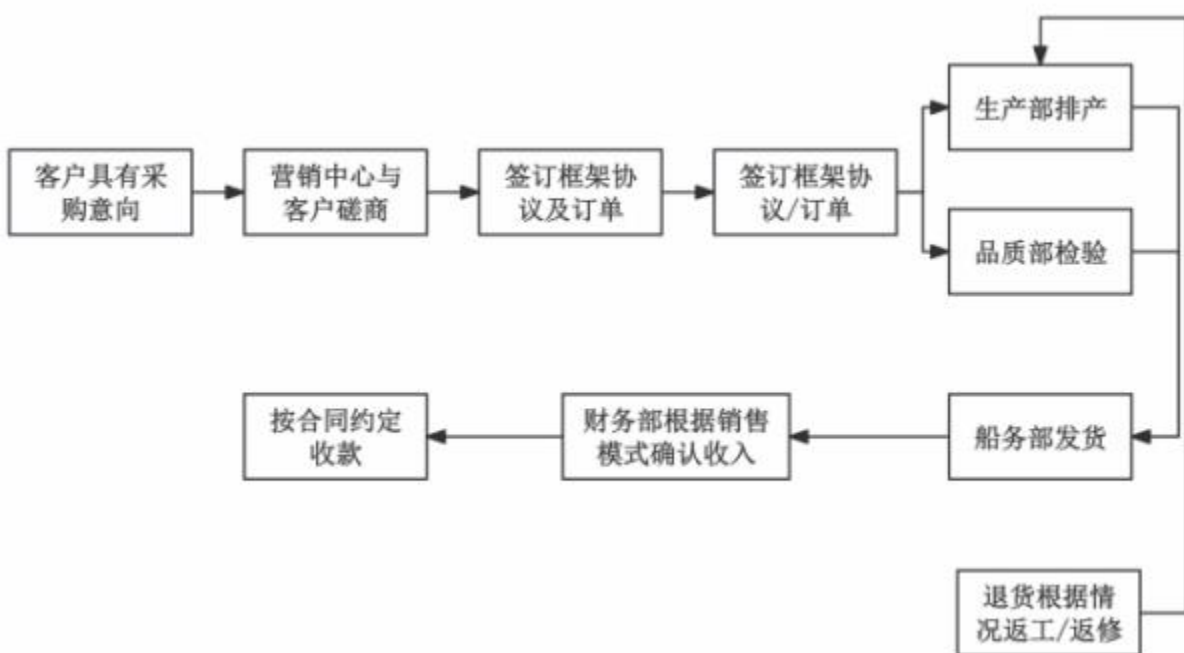 生产部排产
客户具有采
购意向
营销中心与
客户磋商
签订框架协
议及订单
签订框架协
议/订单
品质部检验
按合同约定
收款
财务部根据销售
模式确认收入
船务部发货
退货根据情
况返工/返修